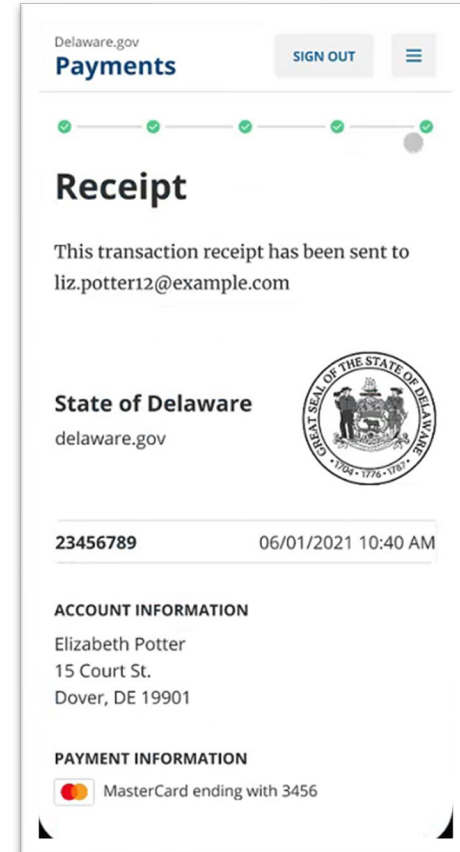 Delaware.gov
Payments
SIGN OUT
Receipt
This transaction receipt has been sent to
liz.potter12@example.com
State of Delaware
delaware.gov
GREAT SEAL OF THE STATE OF DELAWARE
• 1704 • 1776 • 1787 •
23456789 06/01/2021 10:40 AM
ACCOUNT INFORMATION
Elizabeth Potter
15 Court St.
Dover, DE 19901
PAYMENT INFORMATION
MasterCard ending with 3456